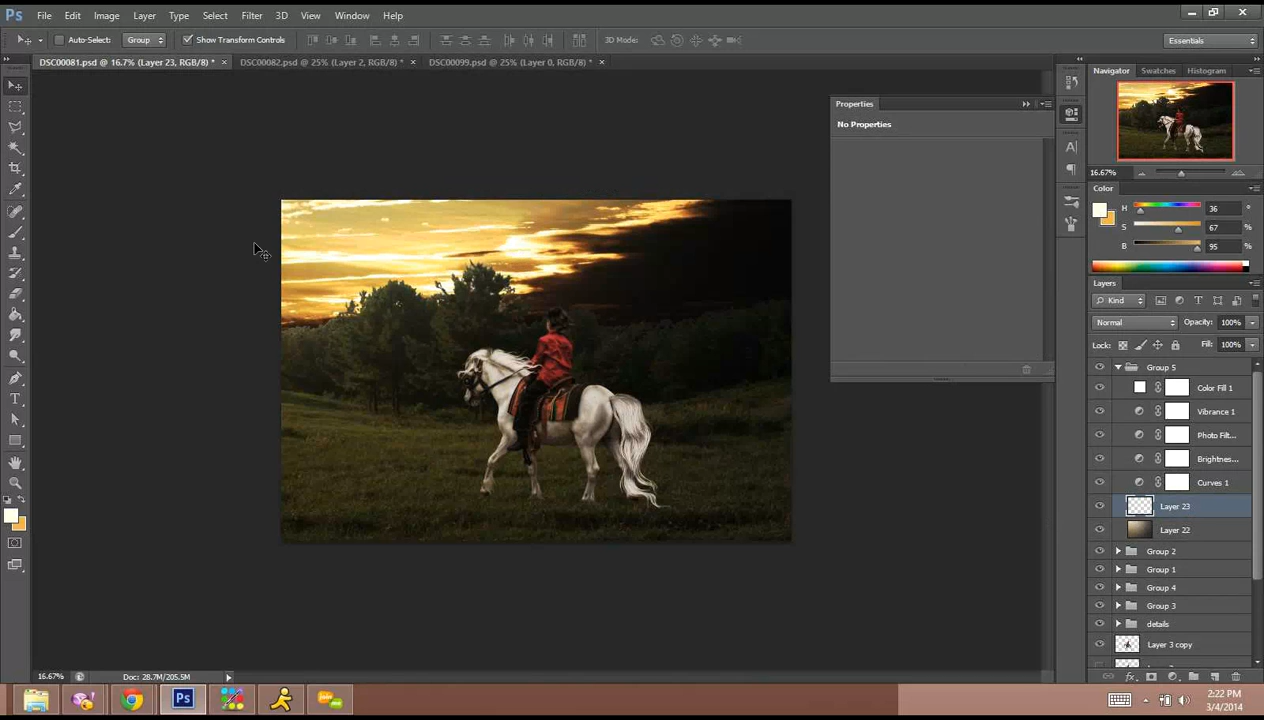 Ps File Edit Image Layer Type Select Filter 3D View Window Help
Auto-Select: Group Show Transform Controls 3D Mode: Essentials
DSC00081.psd @ 16.7% (Layer 23, RGB/8) * × DSC00082.psd @ 25% (Layer 2, RGB/8) * × DSC00099.psd @ 25% (Layer 0, RGB/8) * ×
Navigator Swatches Histogram
Properties
No Properties
16.67%
Color
H 36 °
S 67 %
B 95 %
Layers
Kind
Normal Opacity: 100%
Lock: Fill: 100%
Group 5
Color Fill 1
Vibrance 1
Photo Filt...
Brightnes...
Curves 1
Layer 23
Layer 22
Group 2
Group 1
Group 4
Group 3
details
Layer 3 copy
16.67% Doc: 28.7M/205.5M
Ps
2:22 PM
3/4/2014